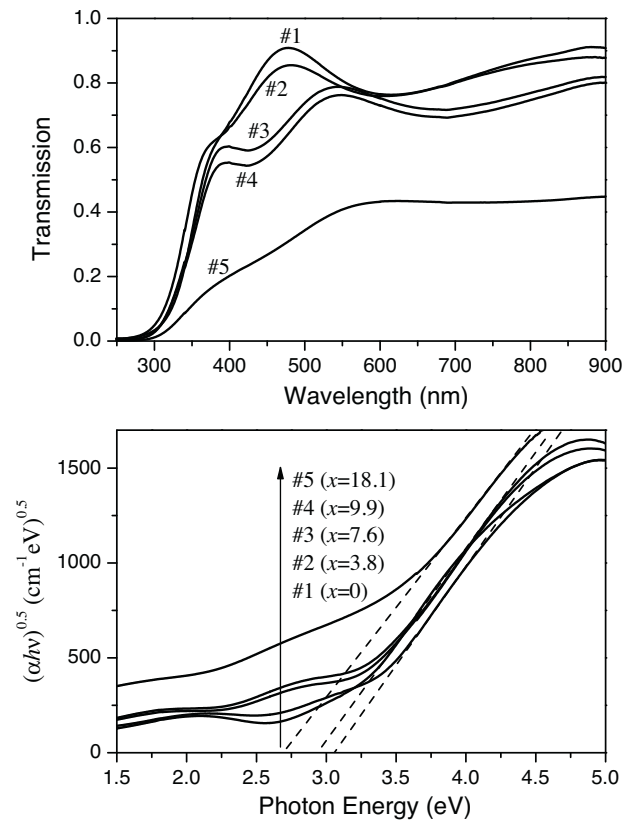 1.0
0.8
0.6
0.4
0.2
0.0
Transmission
#1
#2
#3
#4
#5
300 400 500 600 700 800 900
Wavelength (nm)
1500
1000
500
0
(αhν)^0.5 (cm^-1 eV)^0.5
#5 (x=18.1)
#4 (x=9.9)
#3 (x=7.6)
#2 (x=3.8)
#1 (x=0)
1.5 2.0 2.5 3.0 3.5 4.0 4.5 5.0
Photon Energy (eV)